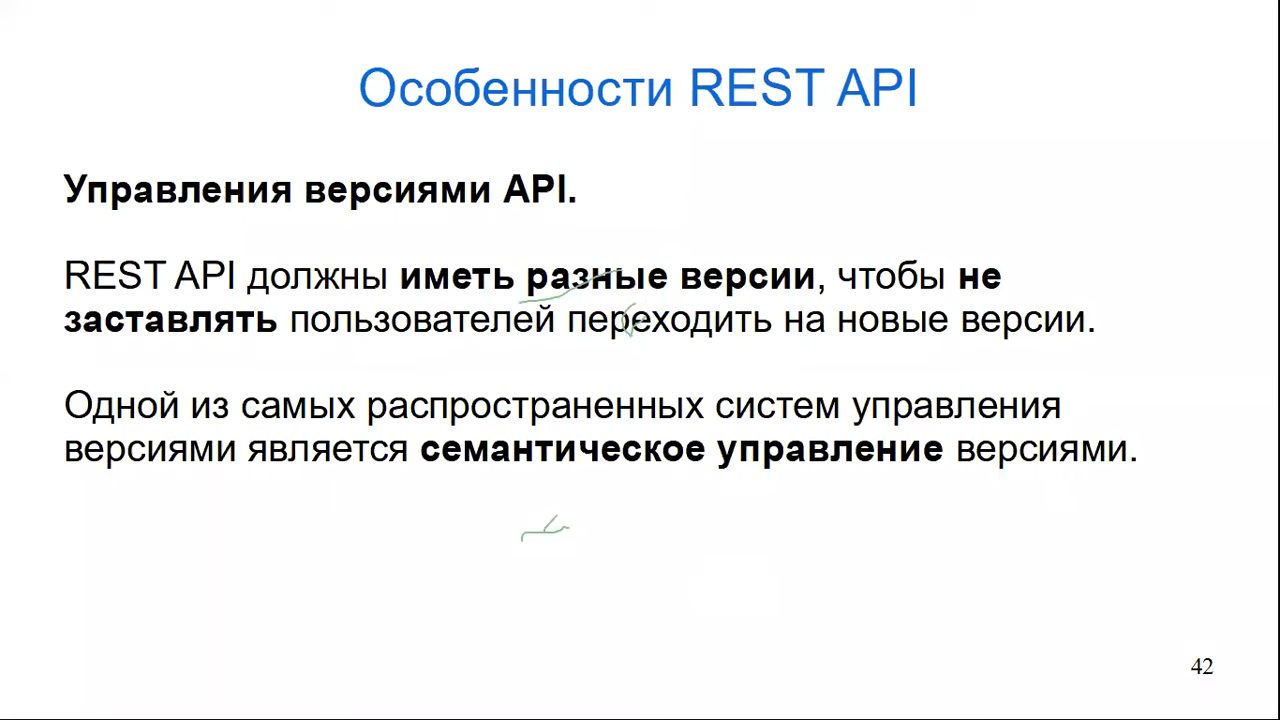 Особенности REST API
Управления версиями API.
REST API должны иметь разные версии, чтобы не
заставлять пользователей переходить на новые версии.
Одной из самых распространенных систем управления
версиями является семантическое управление версиями.
42